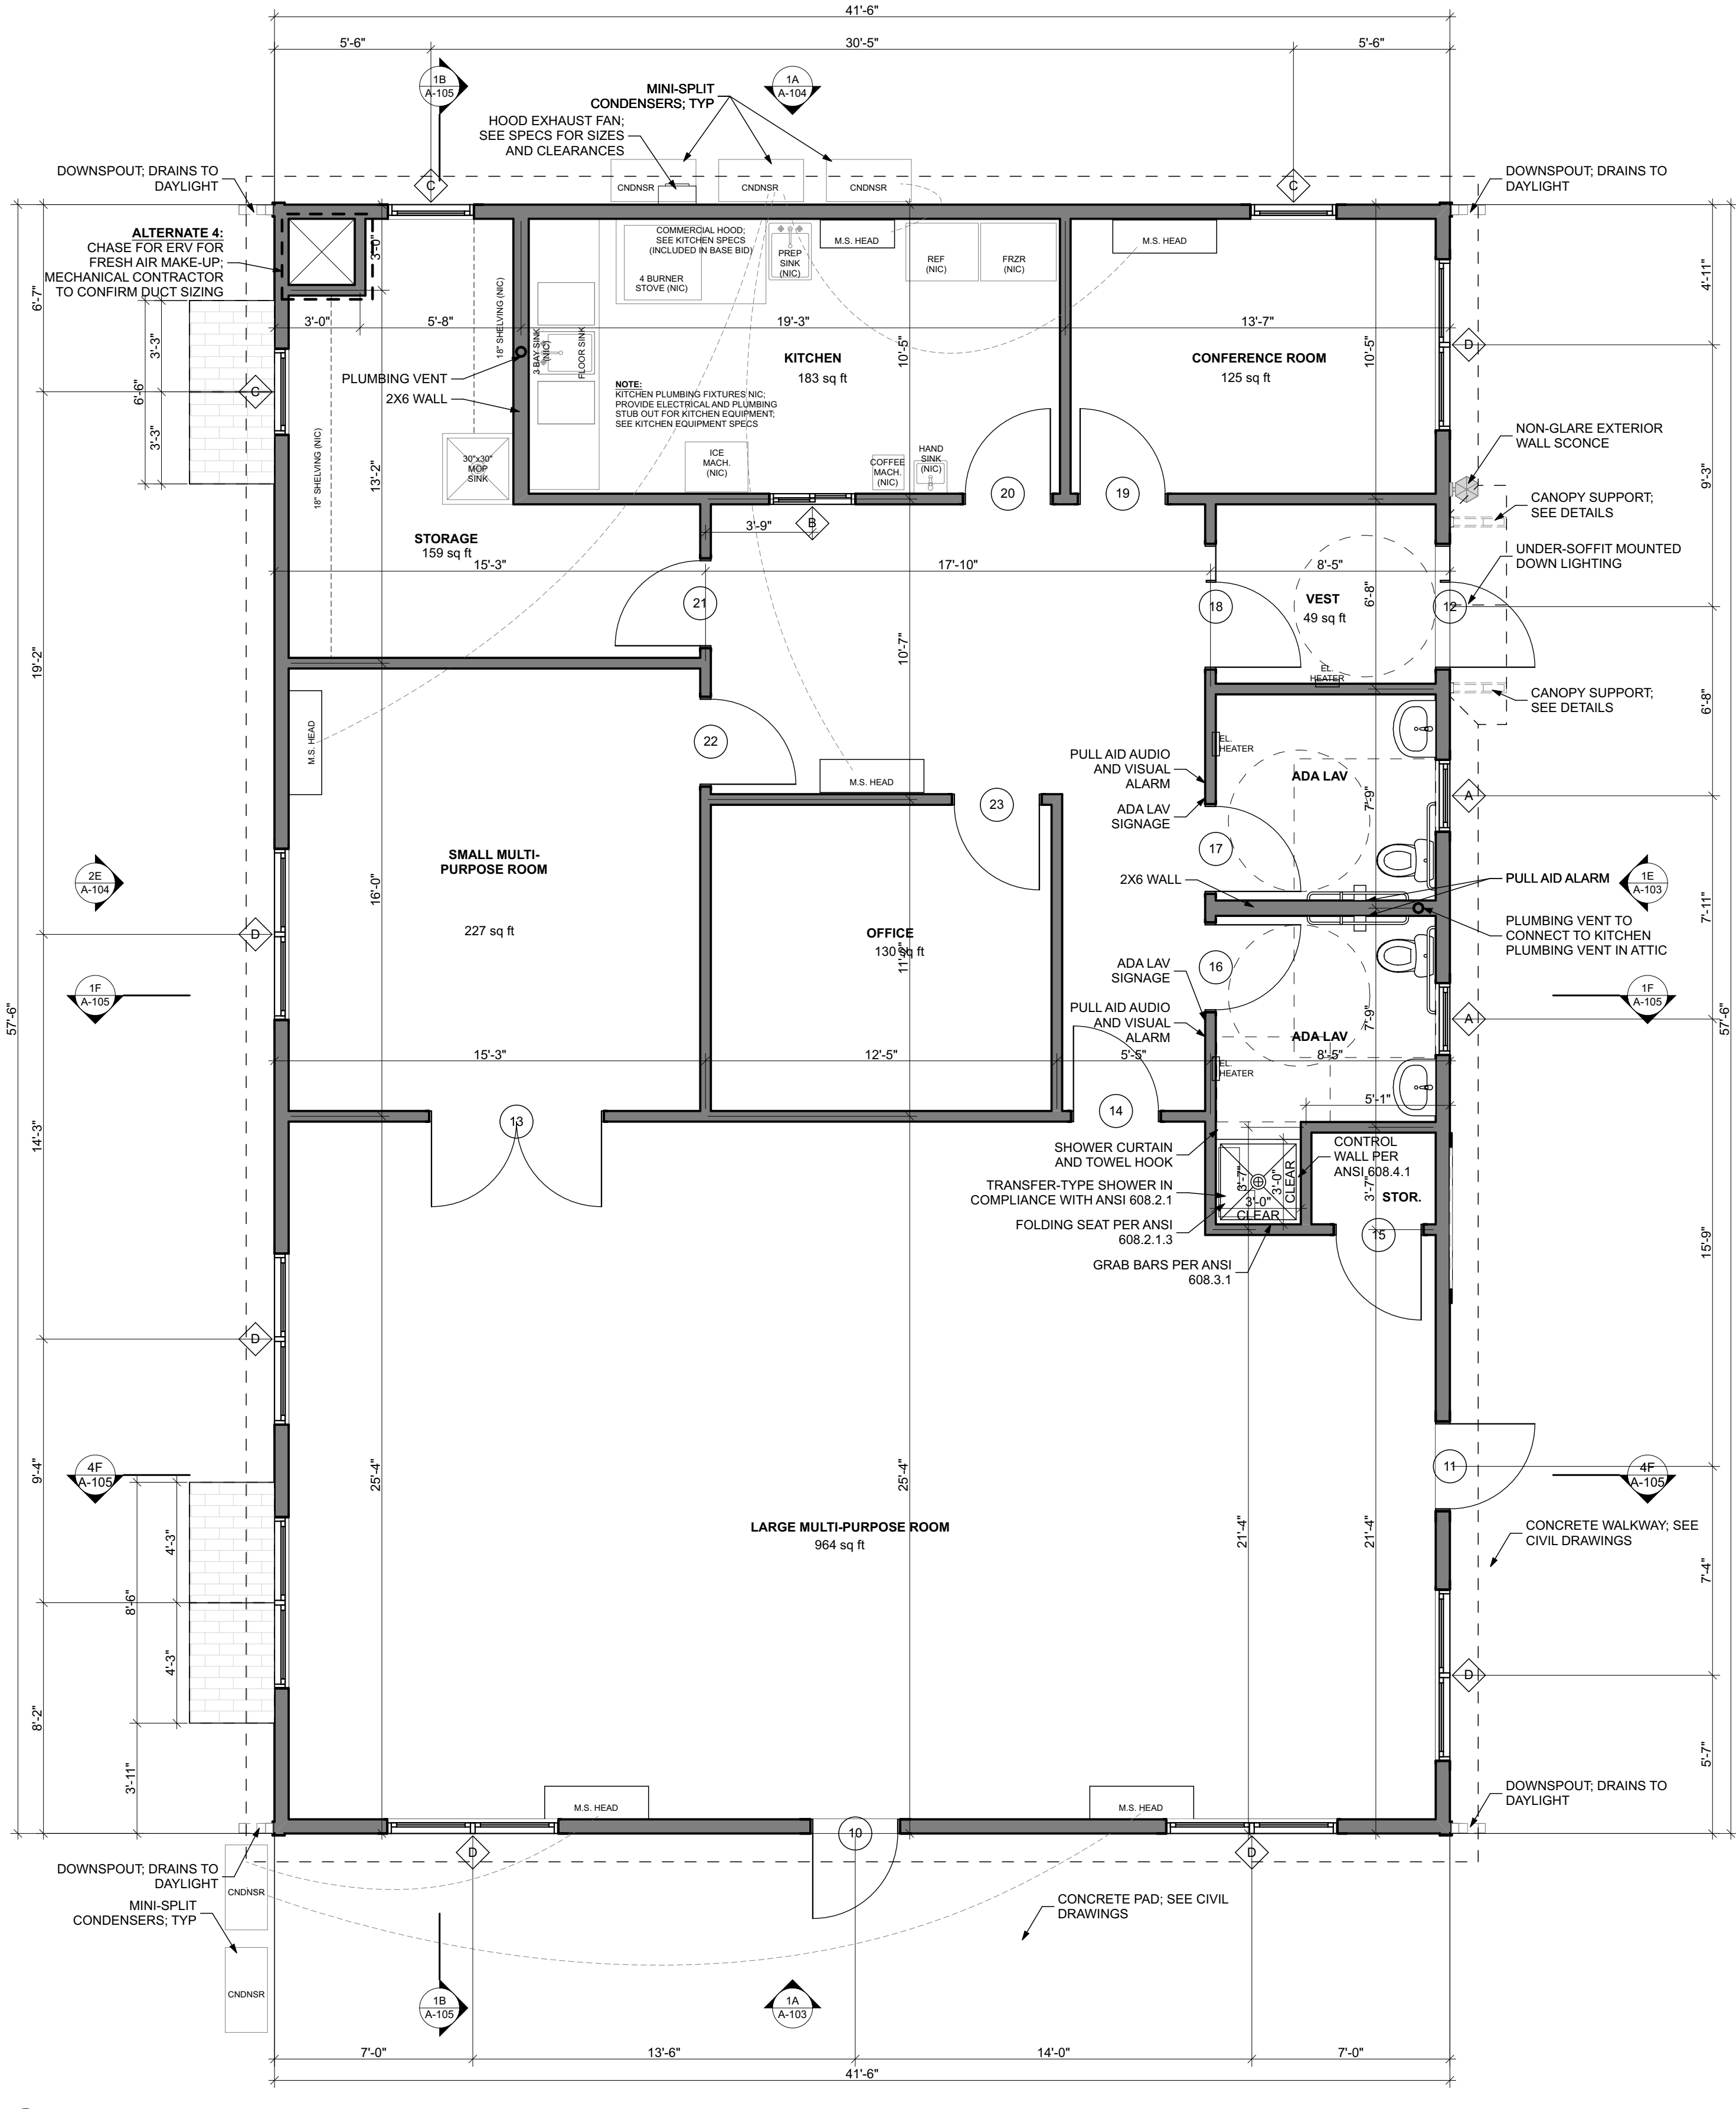 41'-6"
5'-6"
30'-5"
5'-6"
1B
A-105
1A
A-104
MINI-SPLIT
CONDENSERS; TYP
HOOD EXHAUST FAN;
SEE SPECS FOR SIZES
AND CLEARANCES
DOWNSPOUT; DRAINS TO
DAYLIGHT
C
CNDNSR
CNDNSR
CNDNSR
C
DOWNSPOUT; DRAINS TO
DAYLIGHT
ALTERNATE 4:
CHASE FOR ERV FOR
FRESH AIR MAKE-UP;
MECHANICAL CONTRACTOR
TO CONFIRM DUCT SIZING
3'-0"
COMMERCIAL HOOD;
SEE KITCHEN SPECS
(INCLUDED IN BASE BID)
4 BURNER
STOVE (NIC)
PREP
SINK
(NIC)
M.S. HEAD
REF
(NIC)
FRZR
(NIC)
M.S. HEAD
6'-7"
4'-11"
3'-0"
5'-8"
18" SHELVING (NIC)
19'-3"
13'-7"
3'-3"
6'-6"
3'-3"
C
PLUMBING VENT
2X6 WALL
3 BAY SINK
(NIC)
FLOOR SINK
KITCHEN
183 sq ft
10'-5"
CONFERENCE ROOM
125 sq ft
10'-5"
D
NOTE:
KITCHEN PLUMBING FIXTURES NIC;
PROVIDE ELECTRICAL AND PLUMBING
STUB OUT FOR KITCHEN EQUIPMENT;
SEE KITCHEN EQUIPMENT SPECS
18" SHELVING (NIC)
13'-2"
30"x30"
MOP
SINK
ICE
MACH.
(NIC)
COFFEE
MACH.
(NIC)
HAND
SINK
(NIC)
20
19
9'-3"
NON-GLARE EXTERIOR
WALL SCONCE
CANOPY SUPPORT;
SEE DETAILS
UNDER-SOFFIT MOUNTED
DOWN LIGHTING
STORAGE
159 sq ft
3'-9"
B
15'-3"
17'-10"
8'-5"
21
18
VEST
49 sq ft
6'-8"
12
19'-2"
10'-7"
EL.
HEATER
CANOPY SUPPORT;
SEE DETAILS
6'-8"
22
M.S. HEAD
M.S. HEAD
23
PULL AID AUDIO
AND VISUAL
ALARM
ADA LAV
SIGNAGE
EL.
HEATER
ADA LAV
7'-9"
A
17
2E
A-104
SMALL MULTI-
PURPOSE ROOM
227 sq ft
16'-0"
D
2X6 WALL
PULL AID ALARM
1E
A-103
7'-11"
PLUMBING VENT TO
CONNECT TO KITCHEN
PLUMBING VENT IN ATTIC
OFFICE
130 sq ft
ADA LAV
SIGNAGE
16
PULL AID AUDIO
AND VISUAL
ALARM
1F
A-105
57'-6"
7'-9"
A
1F
A-105
57'-6"
ADA LAV
15'-3"
12'-5"
5'-5"
8'-5"
EL.
HEATER
5'-1"
14'-3"
13
14
SHOWER CURTAIN
AND TOWEL HOOK
TRANSFER-TYPE SHOWER IN
COMPLIANCE WITH ANSI 608.2.1
FOLDING SEAT PER ANSI
608.2.1.3
GRAB BARS PER ANSI
608.3.1
3'-7"
3'-0"
CLEAR
3'-0"
CLEAR
CONTROL
WALL PER
ANSI 608.4.1
3'-7"
STOR.
15
15'-9"
D
9'-4"
4F
A-105
25'-4"
25'-4"
11
4F
A-105
LARGE MULTI-PURPOSE ROOM
964 sq ft
21'-4"
21'-4"
CONCRETE WALKWAY; SEE
CIVIL DRAWINGS
4'-3"
8'-6"
4'-3"
7'-4"
D
8'-2"
3'-11"
5'-7"
M.S. HEAD
M.S. HEAD
DOWNSPOUT; DRAINS TO
DAYLIGHT
10
D
D
DOWNSPOUT; DRAINS TO
DAYLIGHT
CNDNSR
MINI-SPLIT
CONDENSERS; TYP
CONCRETE PAD; SEE CIVIL
DRAWINGS
CNDNSR
1B
A-105
1A
A-103
7'-0"
13'-6"
14'-0"
7'-0"
41'-6"